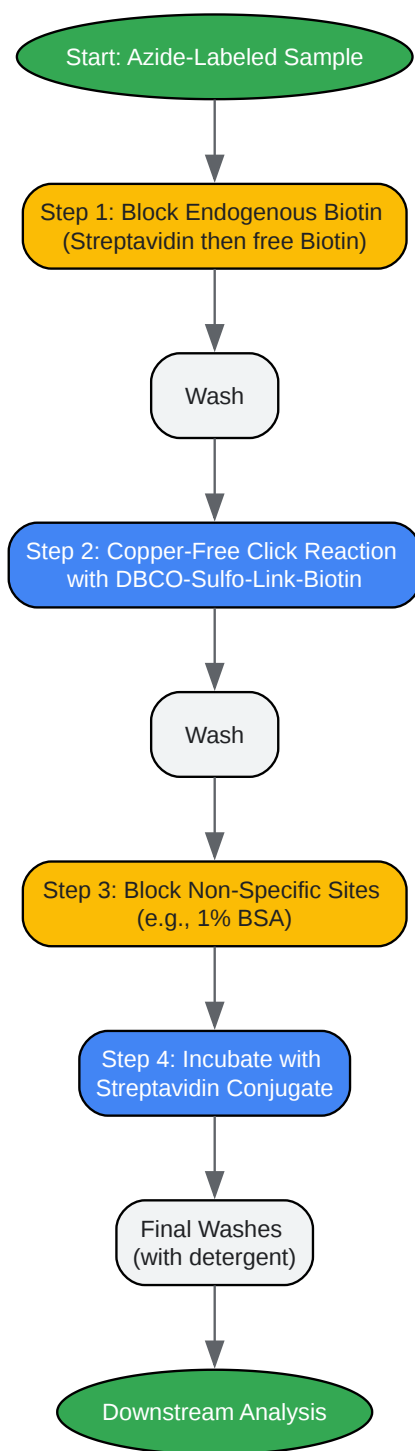 Start: Azide-Labeled Sample
Step 1: Block Endogenous Biotin
(Streptavidin then free Biotin)
Wash
Step 2: Copper-Free Click Reaction
with DBCO-Sulfo-Link-Biotin
Wash
Step 3: Block Non-Specific Sites
(e.g., 1% BSA)
Step 4: Incubate with
Streptavidin Conjugate
Final Washes
(with detergent)
Downstream Analysis